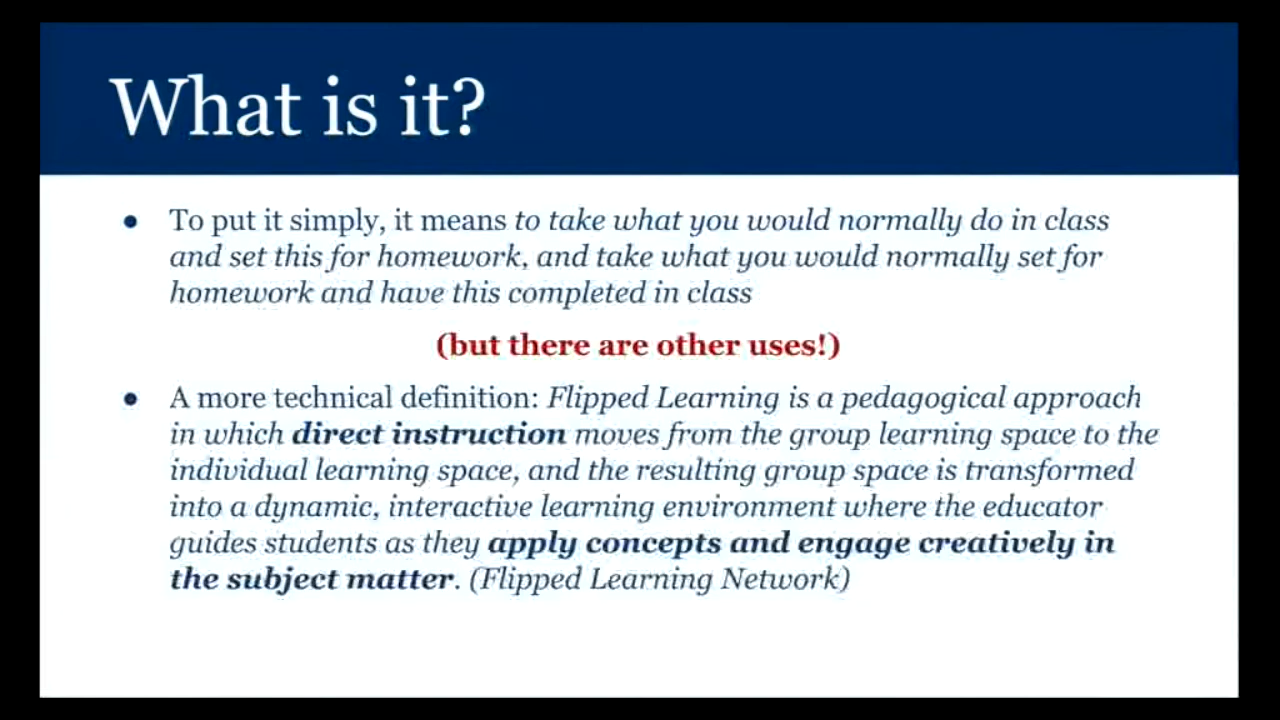 What is it?
• To put it simply, it means to take what you would normally do in class
and set this for homework, and take what you would normally set for
homework and have this completed in class
(but there are other uses!)
• A more technical definition: Flipped Learning is a pedagogical approach
in which direct instruction moves from the group learning space to the
individual learning space, and the resulting group space is transformed
into a dynamic, interactive learning environment where the educator
guides students as they apply concepts and engage creatively in
the subject matter. (Flipped Learning Network)